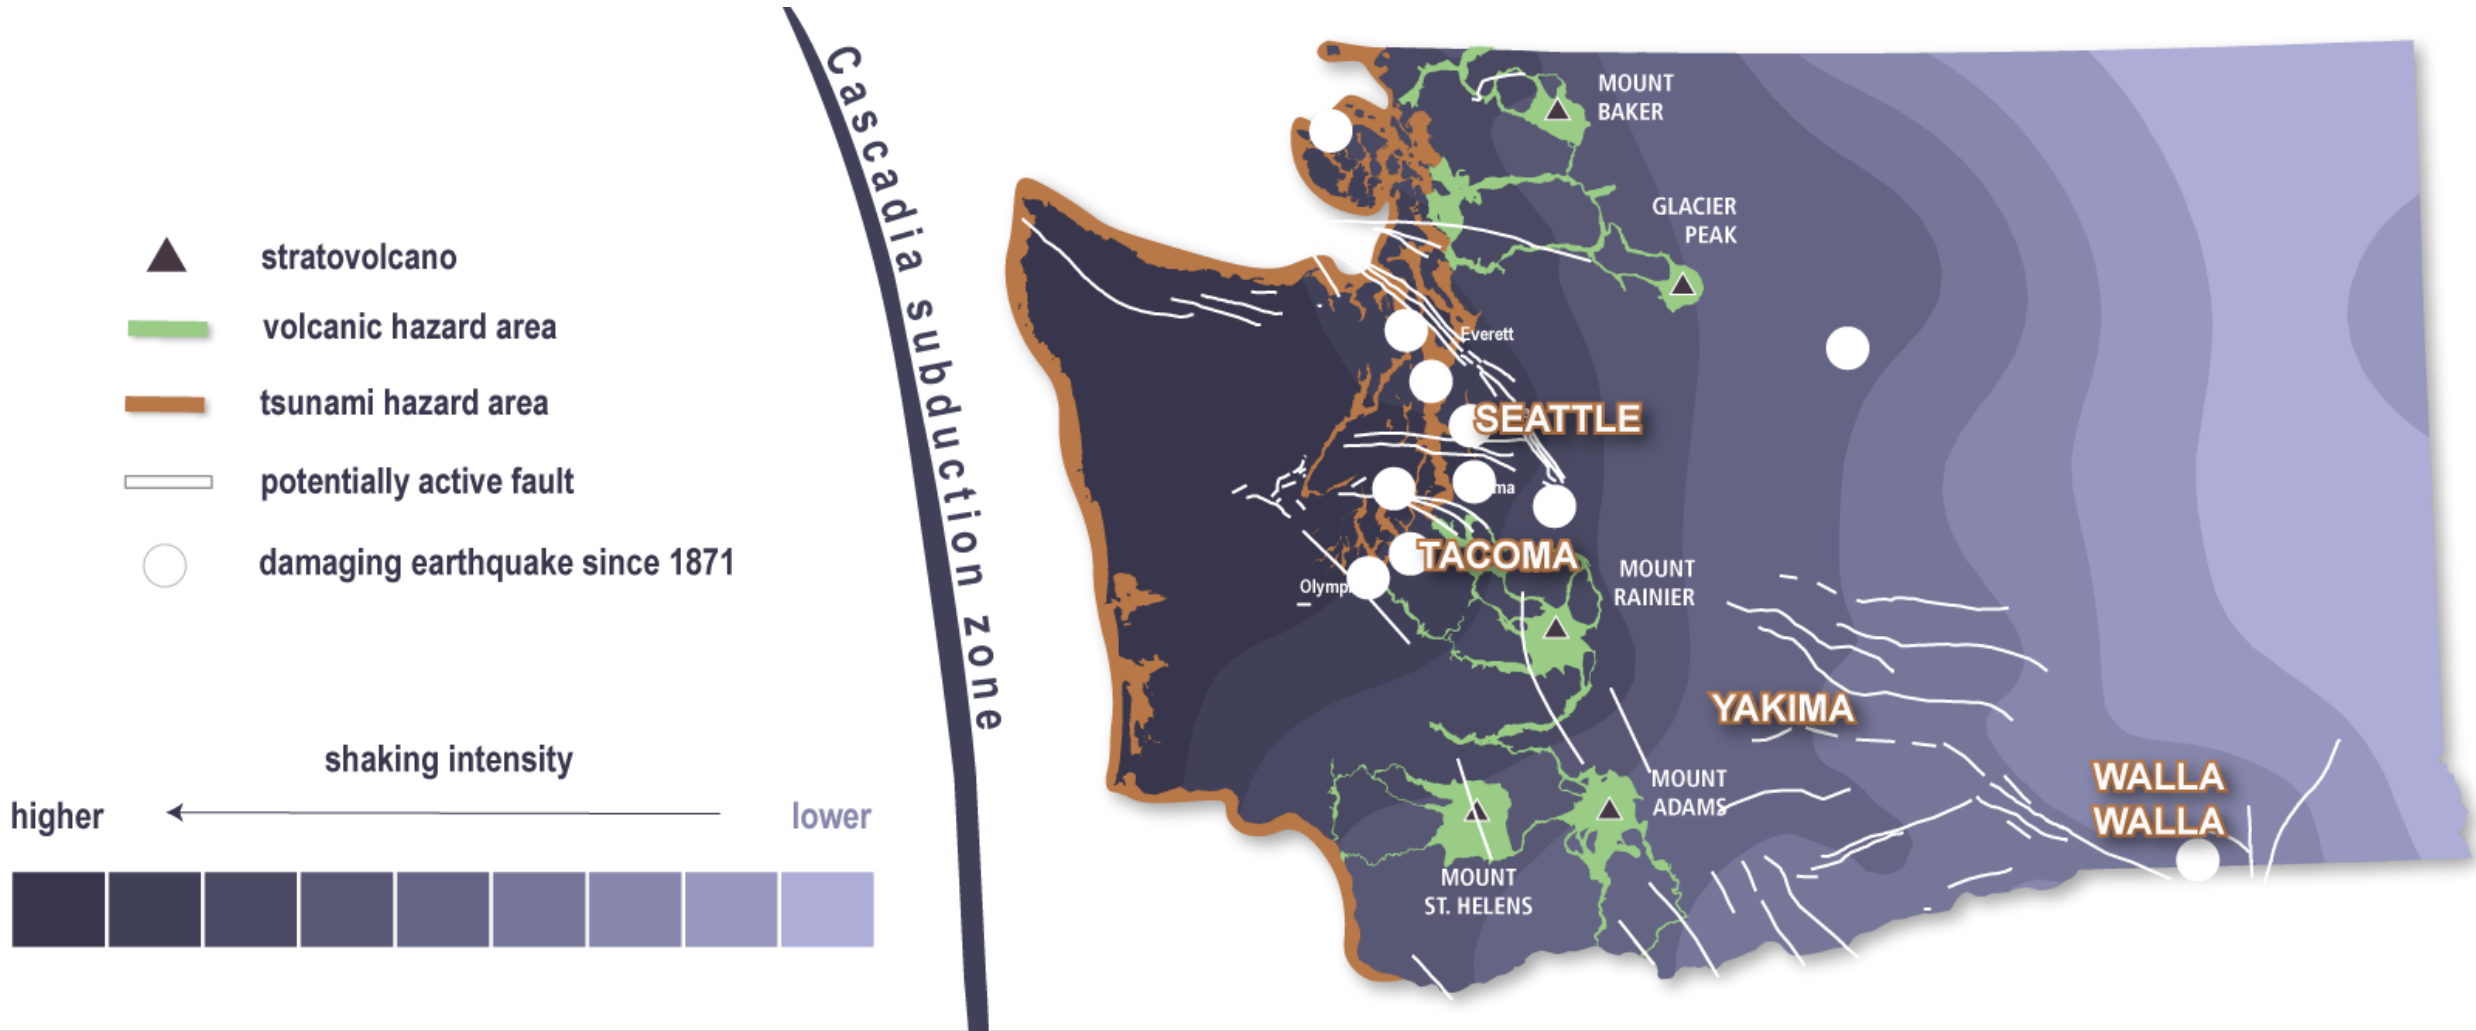 stratovolcano
volcanic hazard area
tsunami hazard area
potentially active fault
damaging earthquake since 1871
shaking intensity
higher
lower
Cascadia subduction zone
MOUNT
BAKER
GLACIER
PEAK
Everett
SEATTLE
ma
TACOMA
Olymp
MOUNT
RAINIER
YAKIMA
MOUNT
ADAMS
WALLA
WALLA
MOUNT
ST. HELENS